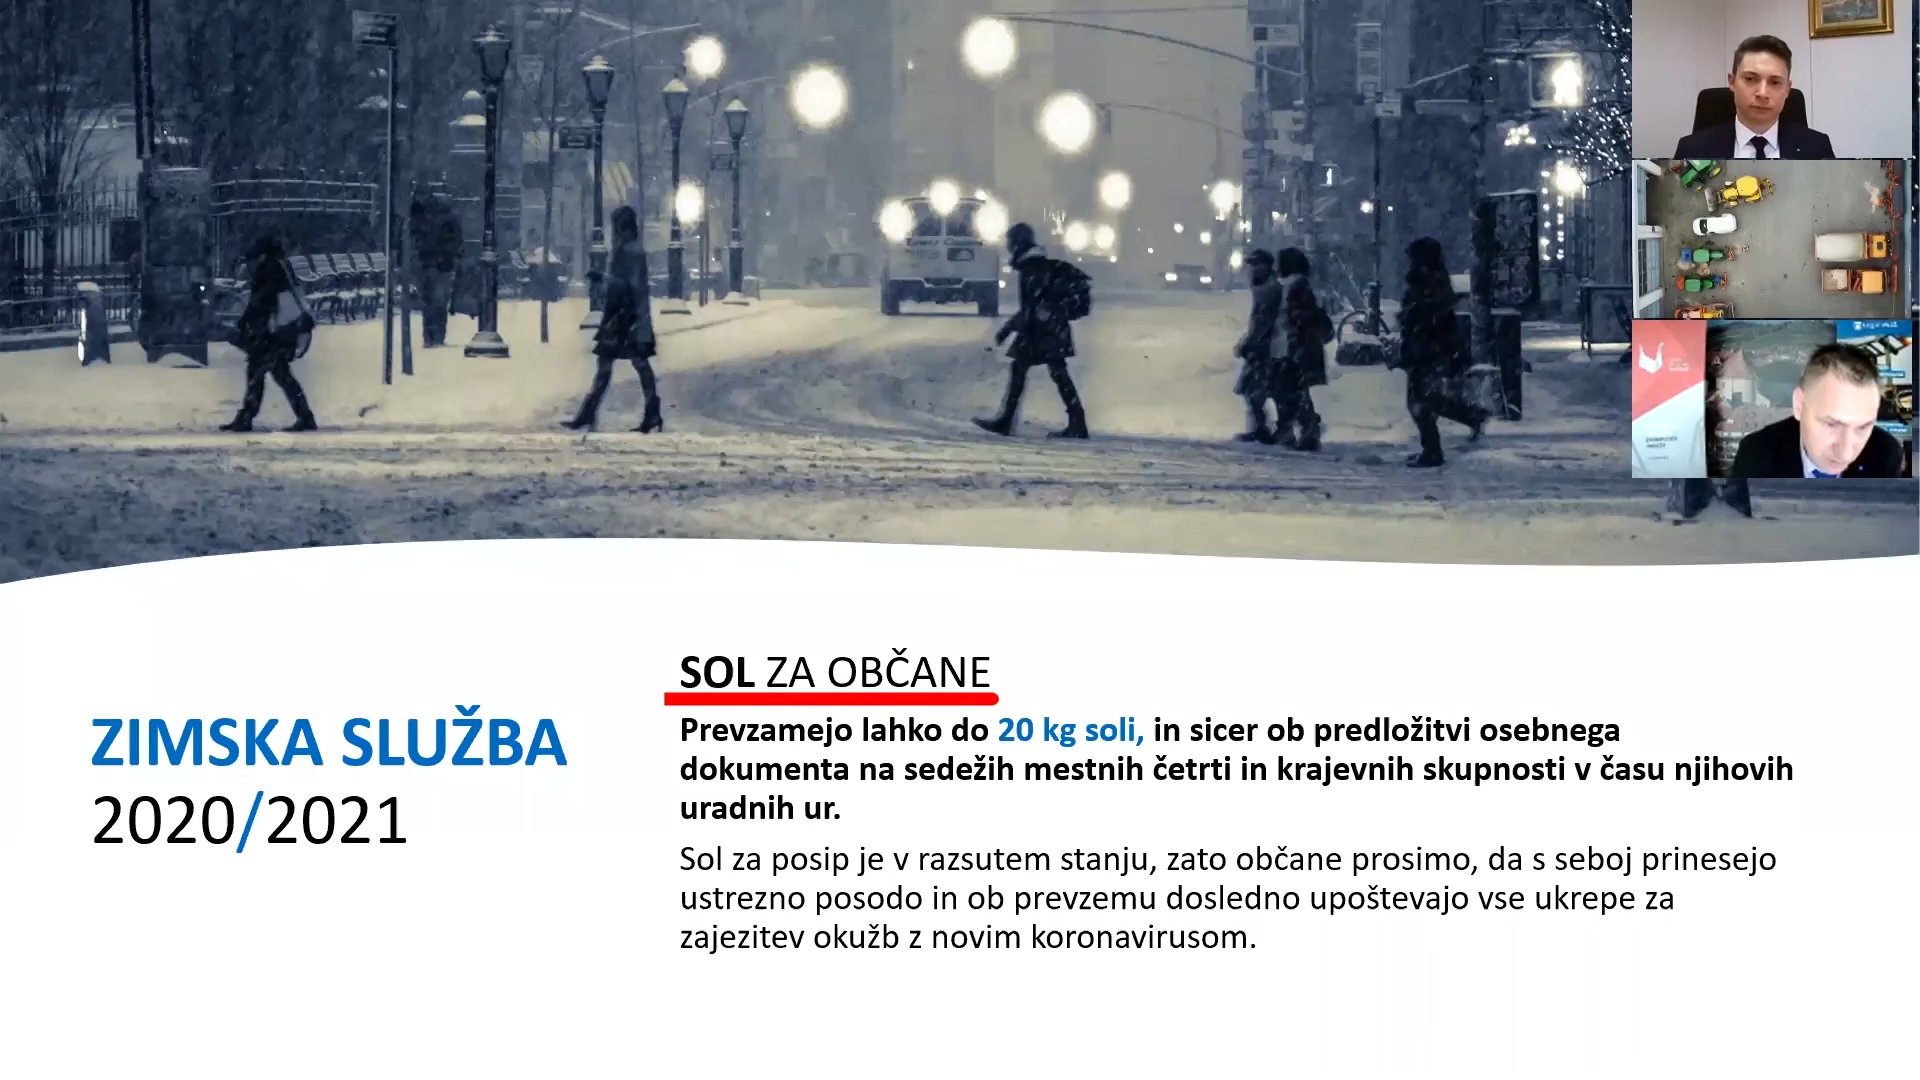 SOL ZA OBČANE
ZIMSKA SLUŽBA
2020/2021
Prevzamejo lahko do 20 kg soli, in sicer ob predložitvi osebnega
dokumenta na sedežih mestnih četrti in krajevnih skupnosti v času njihovih
uradnih ur.
Sol za posip je v razsutem stanju, zato občane prosimo, da s seboj prinesejo
ustrezno posodo in ob prevzemu dosledno upoštevajo vse ukrepe za
zajezitev okužb z novim koronavirusom.